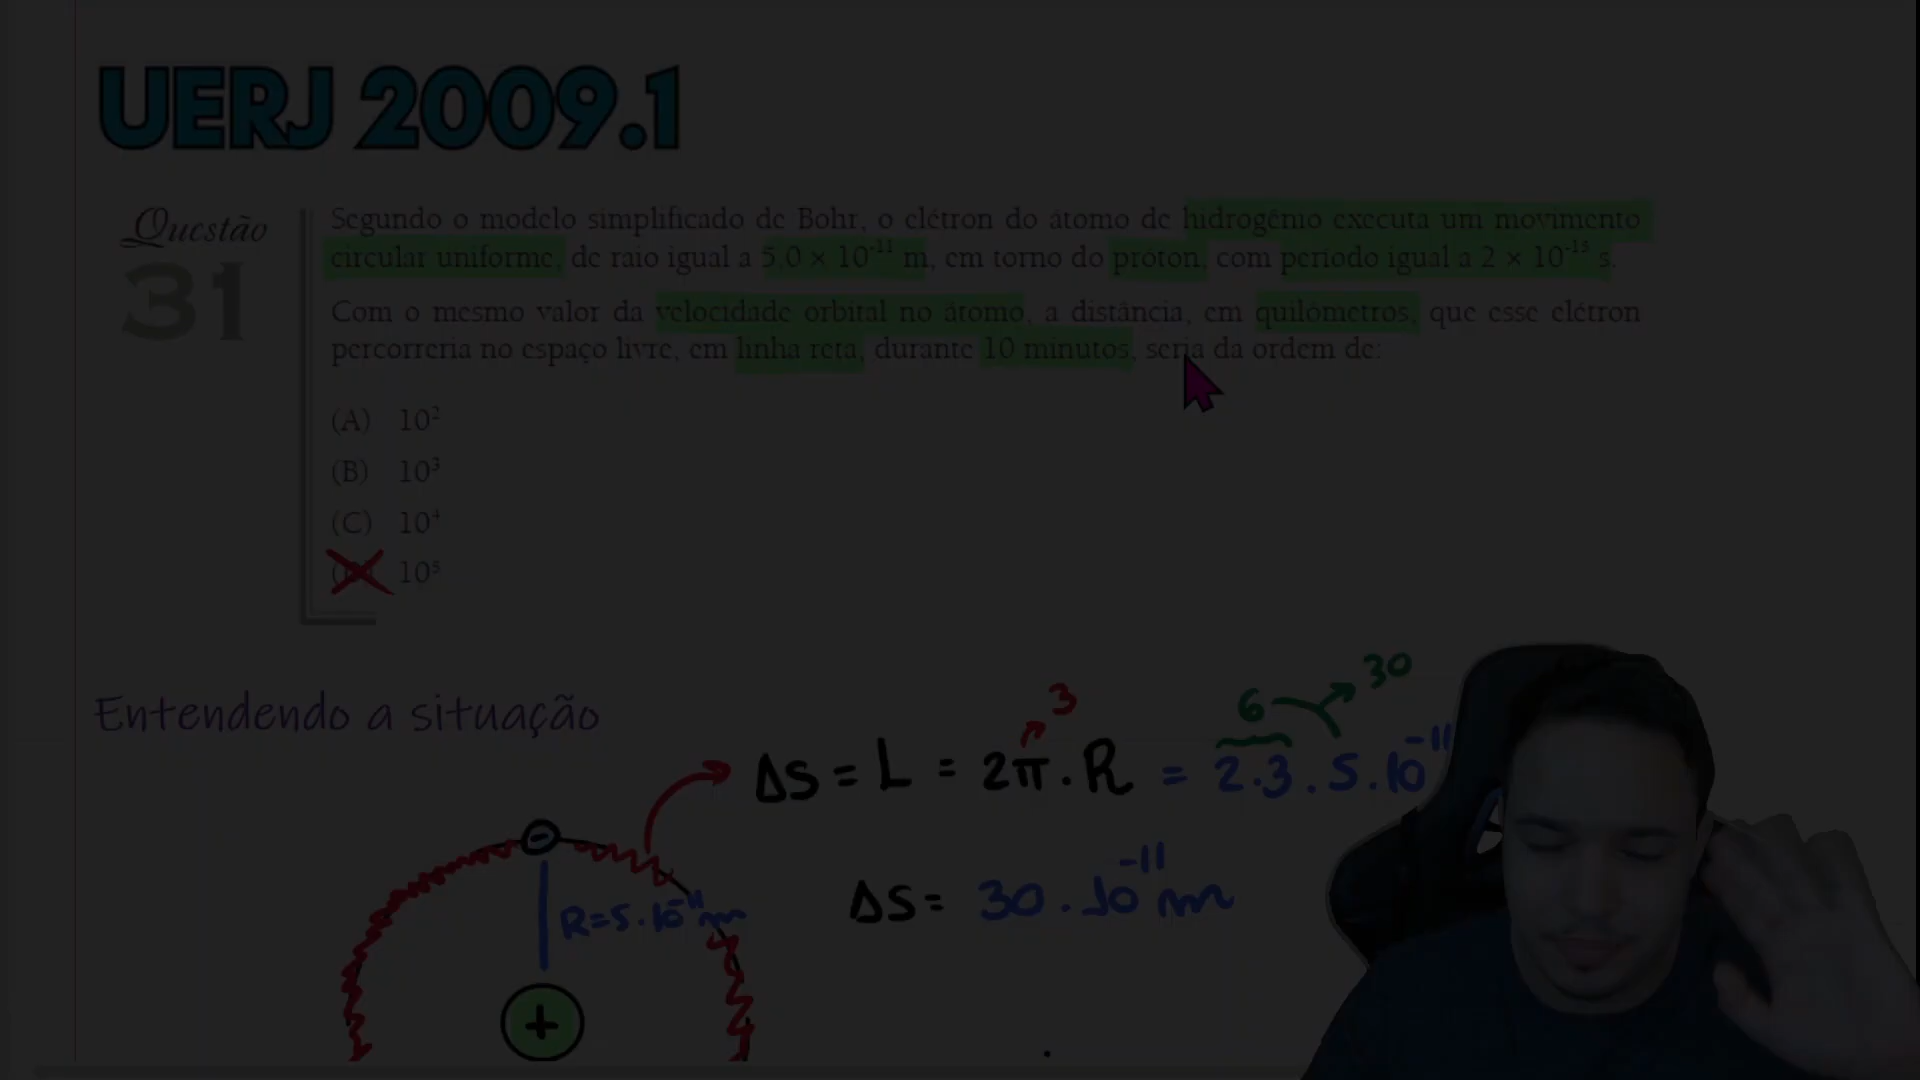 UERJ 2009.1
Questão
31
Segundo o modelo simplificado de Bohr, o elétron do átomo de hidrogênio executa um movimento
circular uniforme, de raio igual a 5,0 × 10⁻¹¹ m, em torno do próton, com período igual a 2 × 10⁻¹⁵ s.
Com o mesmo valor da velocidade orbital no átomo, a distância, em quilômetros, que esse elétron
percorreria no espaço livre, em linha reta, durante 10 minutos, seria da ordem de:
(A) 10²
(B) 10³
(C) 10⁴
10⁵
Entendendo a situação
3
6
30
ΔS = L = 2π . R = 2.3 . 5 . 10⁻¹¹
ΔS = 30 . 10⁻¹¹ m
-
R=5.10⁻¹¹ m
+